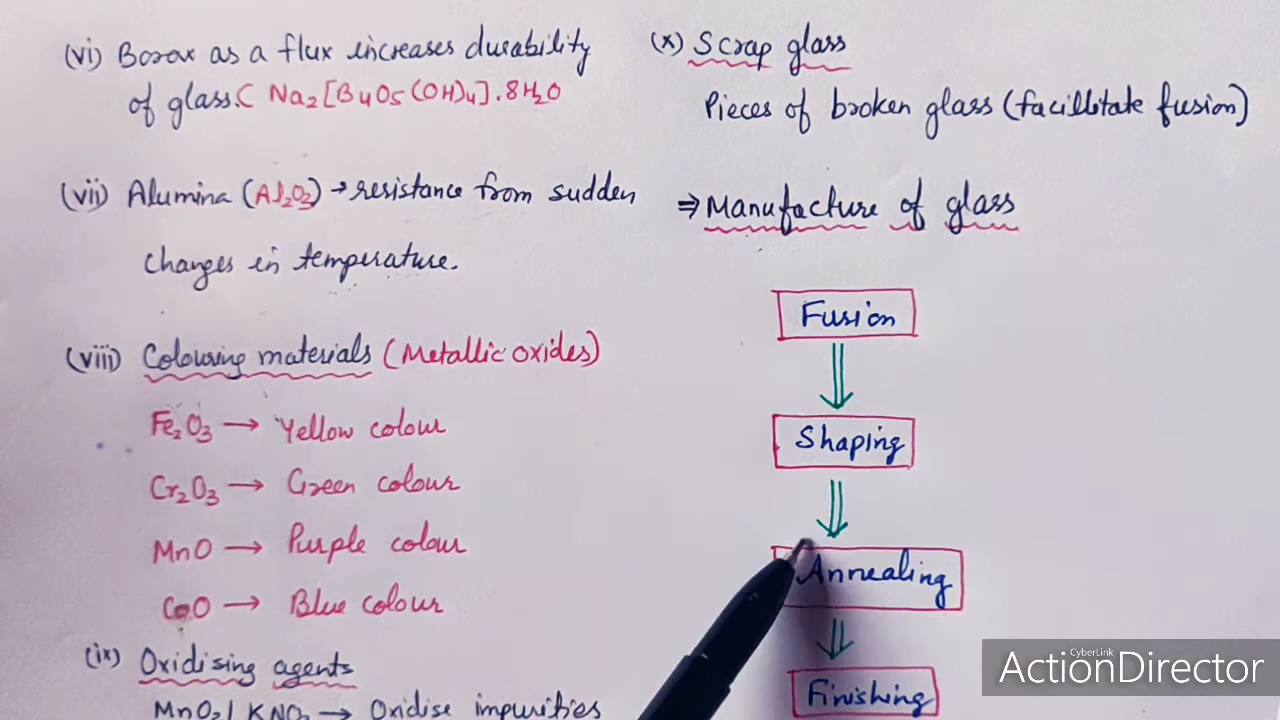 (vi) Borax as a flux increases durability
of glass. ( Na2[B4O5(OH)4].8H2O
(vii) Alumina (Al2O3) → resistance from sudden
changes in temperature.
(viii) Colouring materials (Metallic oxides)
Fe2O3 → Yellow colour
Cr2O3 → Green colour
MnO → Purple colour
CoO → Blue colour
(ix) Oxidising agents
MnO2/ KNO3 → Oxidise impurities
(x) Scrap glass
Pieces of broken glass (facillitate fusion)
⇒ Manufacture of glass
Fusion
Shaping
Annealing
Finishing
CyberLink
ActionDirector